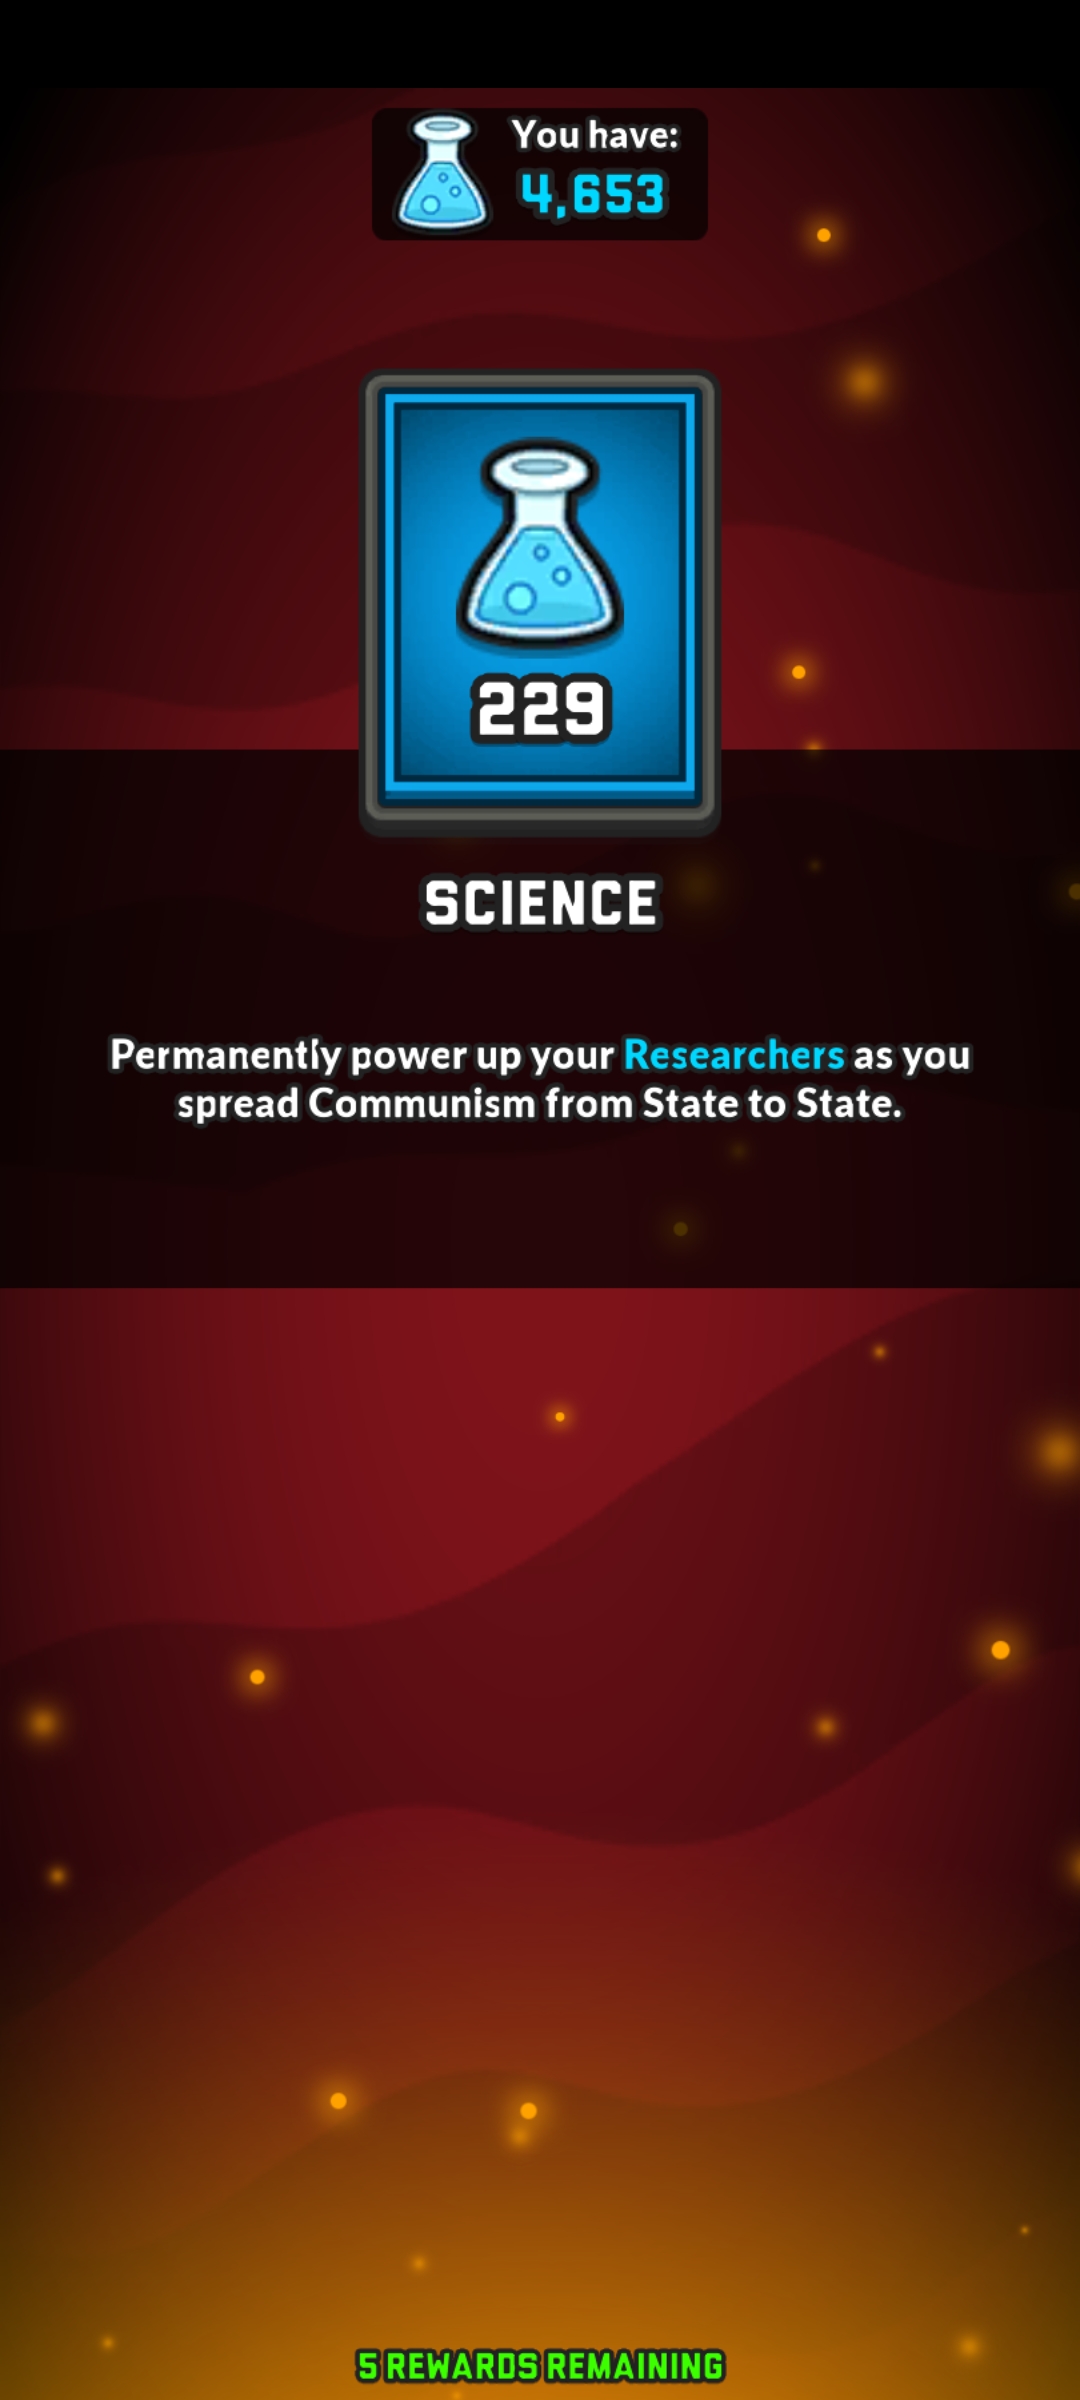 You have:
4,653
229
SCIENCE
Permanently power up your Researchers as you
spread Communism from State to State.
5 REWARDS REMAINING